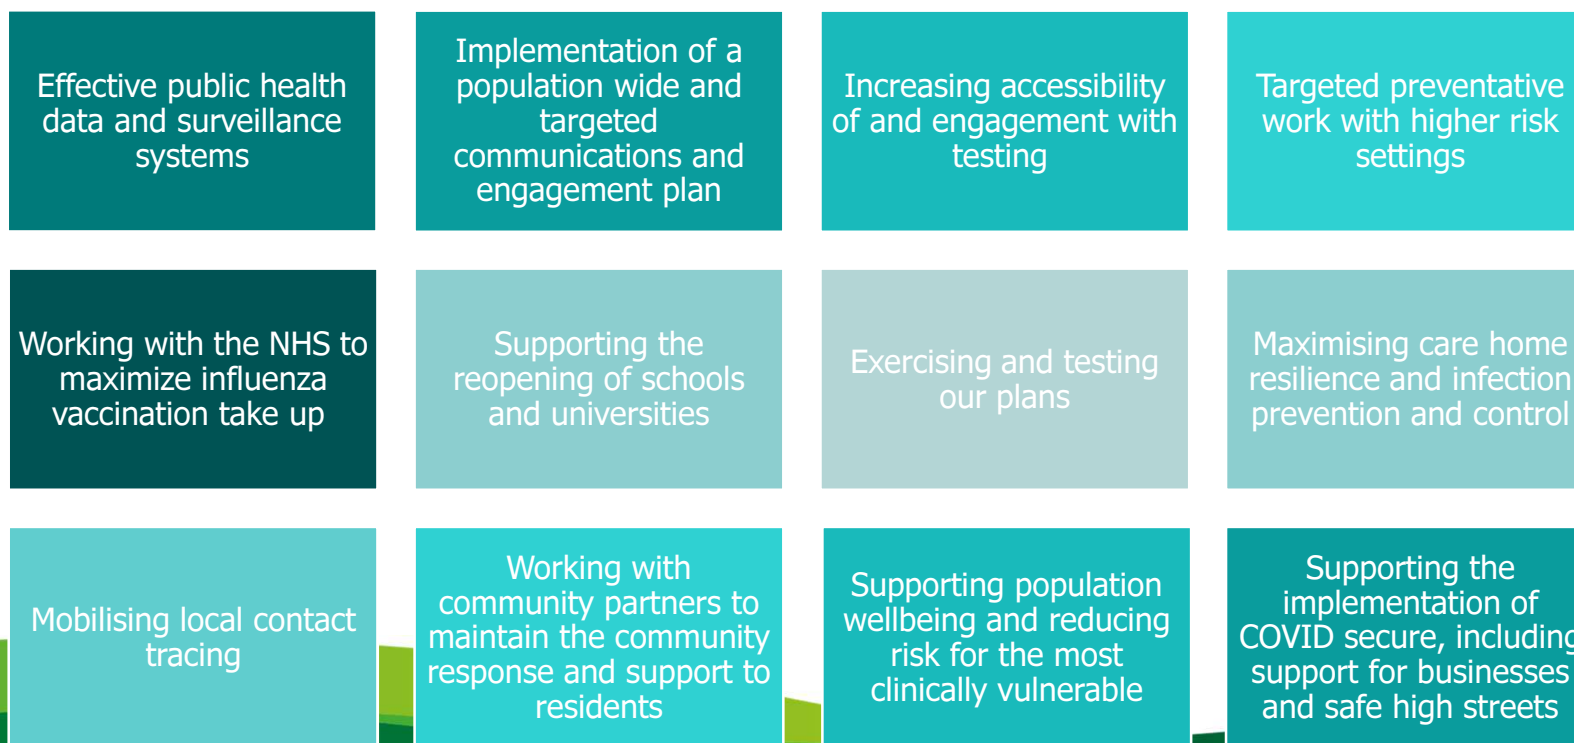 Effective public health
data and surveillance
systems
Implementation of a
population wide and
targeted
communications and
engagement plan
Increasing accessibility
of and engagement with
testing
Targeted preventative
work with higher risk
settings
Working with the NHS to
maximize influenza
vaccination take up
Supporting the
reopening of schools
and universities
Exercising and testing
our plans
Maximising care home
resilience and infection
prevention and control
Mobilising local contact
tracing
Working with
community partners to
maintain the community
response and support to
residents
Supporting population
wellbeing and reducing
risk for the most
clinically vulnerable
Supporting the
implementation of
COVID secure, including
support for businesses
and safe high streets